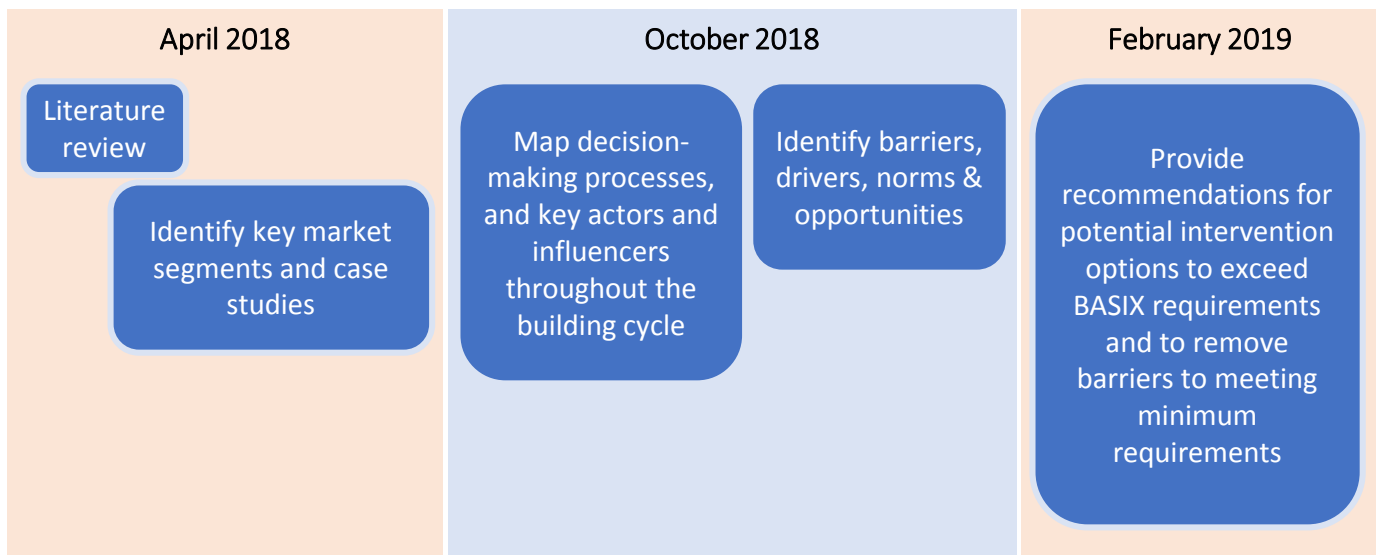 April 2018
Literature
review
Identify key market
segments and case
studies
October 2018
Map decision-
making processes,
and key actors and
influencers
throughout the
building cycle
Identify barriers,
drivers, norms &
opportunities
February 2019
Provide
recommendations for
potential intervention
options to exceed
BASIX requirements
and to remove
barriers to meeting
minimum
requirements